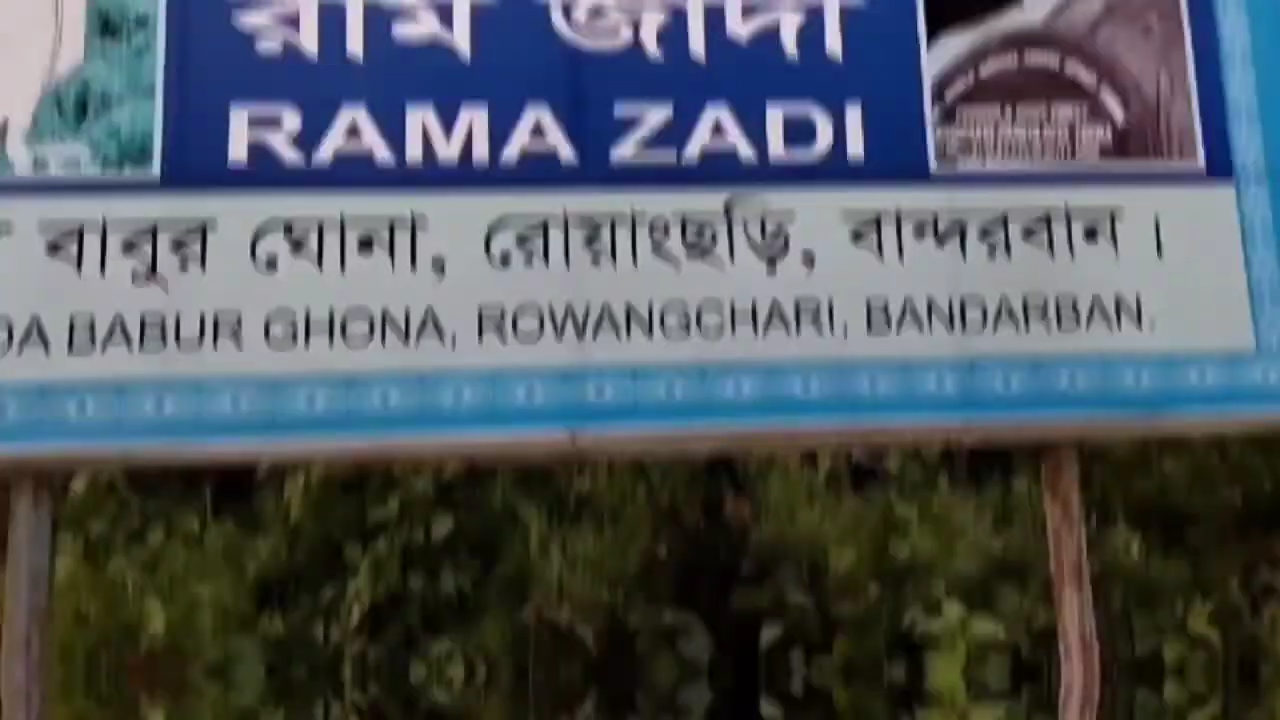 রাম জাদী
RAMA ZADI
বাবুর ঘোনা, রোয়াংছড়ি, বান্দরবান ।
DA BABUR GHONA, ROWANGCHARI, BANDARBAN.